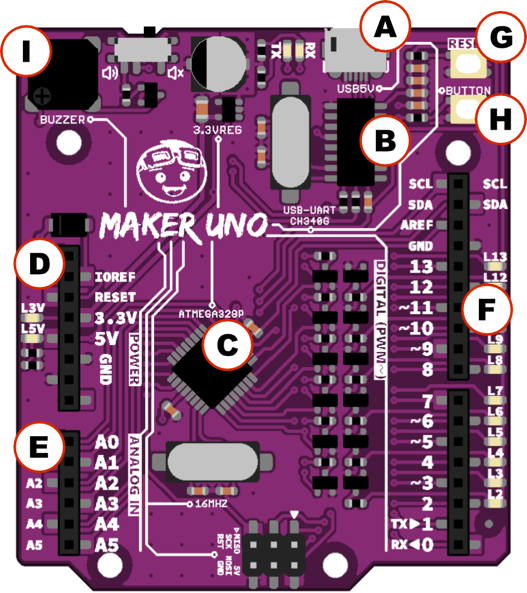 A
G
I
RESET
TX
RX
USB5V
BUTTON
BUZZER
3.3VREG
B
H
USB-UART
CH340G
MAKER UNO
SCL SCL
SDA SDA
AREF
GND
D
IOREF
RESET
L3V 3.3V
L5V 5V
GND
POWER
ATMEGA328P
C
DIGITAL (PWM~)
13 L13
12 L12
~11
~10
F
~9 L9
8 L8
7 L7
~6 L6
~5 L5
4 L4
~3 L3
2 L2
TX▶1
RX◀0
E
ANALOG IN
A0
A1
A2 A2
A3 A3
A4 A4
A5 A5
16MHZ
▷MISO
SCK MOSI
RST
5V
GND